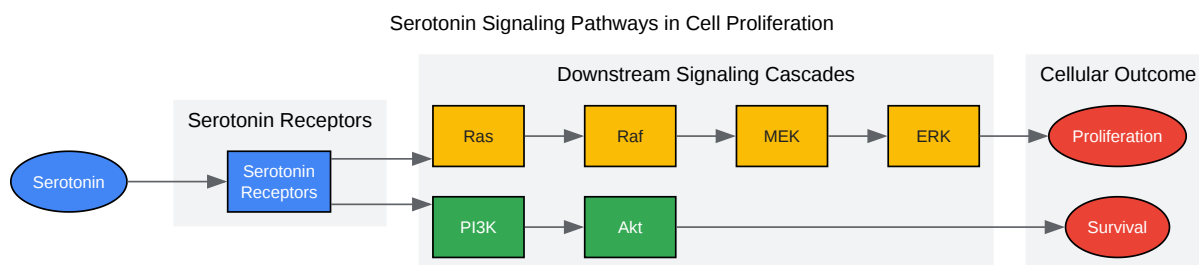 Serotonin Signaling Pathways in Cell Proliferation
Downstream Signaling Cascades
Cellular Outcome
Serotonin Receptors
Ras
Raf
MEK
ERK
Proliferation
Serotonin
Serotonin
Receptors
PI3K
Akt
Survival